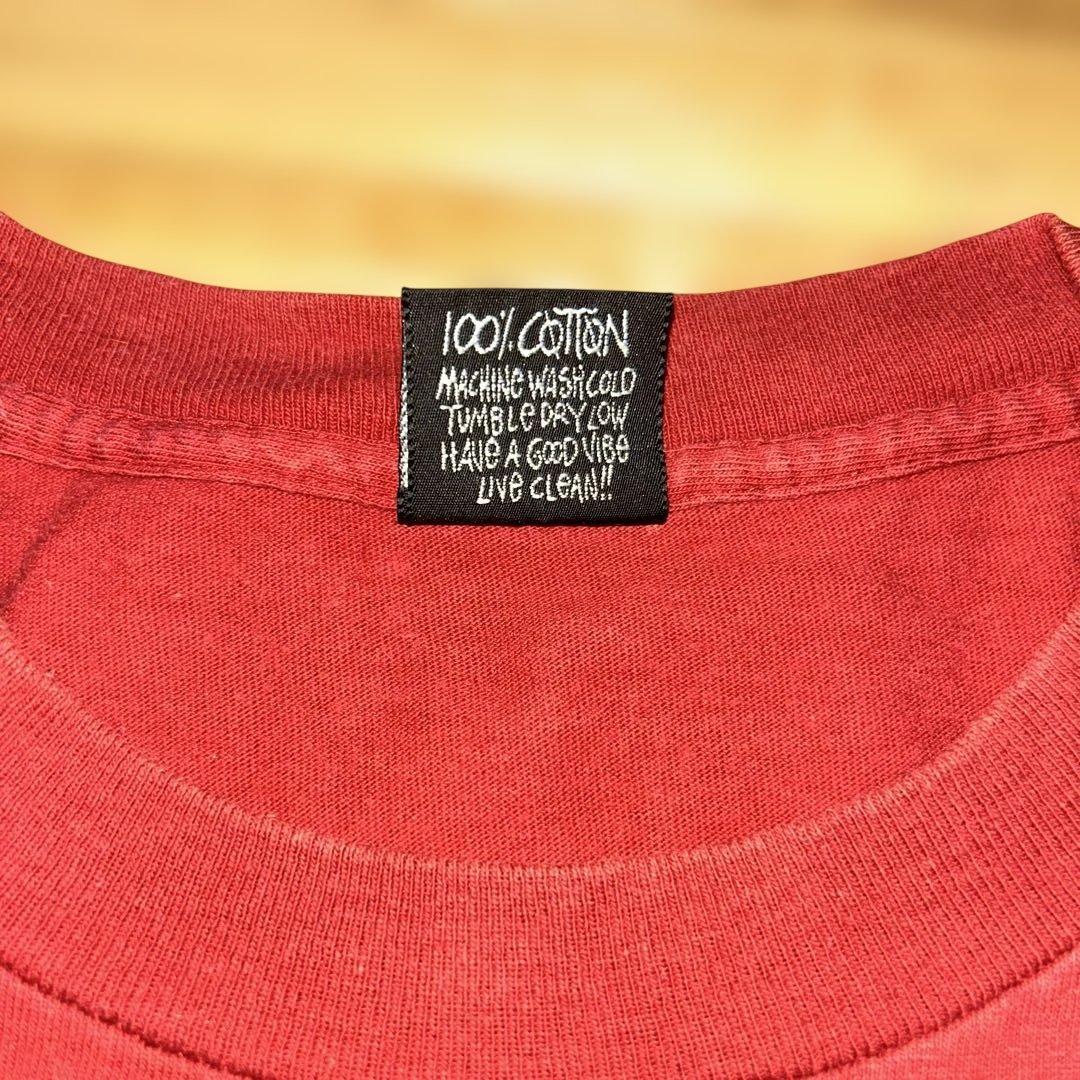 100% COTTON
MACHINE WASH COLD
TUMBLE DRY LOW
HAVE A GOOD VIBE
LIVE CLEAN!!